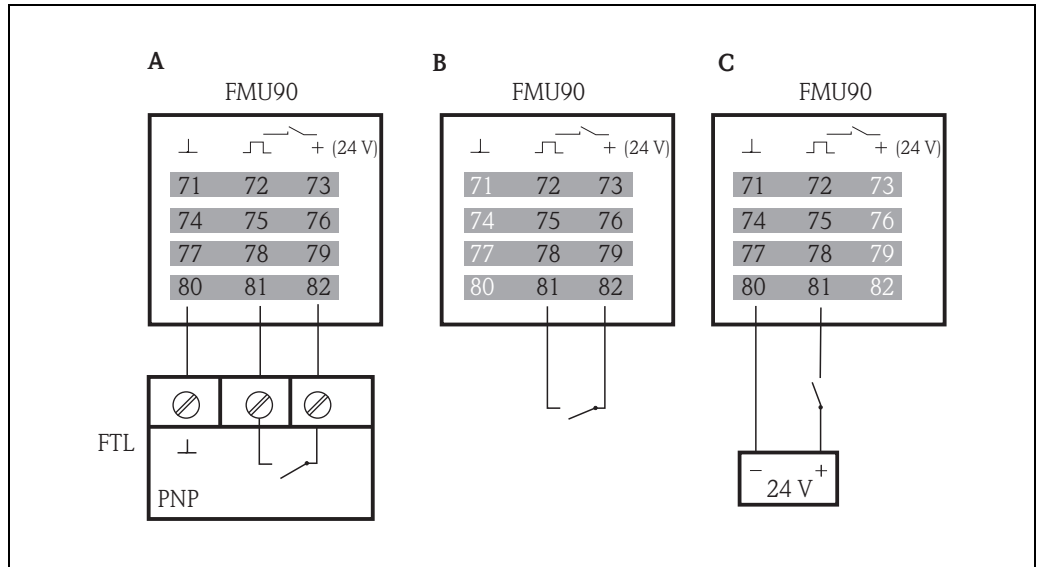 A
B
C
FMU90
FMU90
FMU90
+ (24 V)
+ (24 V)
+ (24 V)
71 72 73
74 75 76
77 78 79
80 81 82
71 72 73
74 75 76
77 78 79
80 81 82
71 72 73
74 75 76
77 78 79
80 81 82
FTL
PNP
- +
24 V